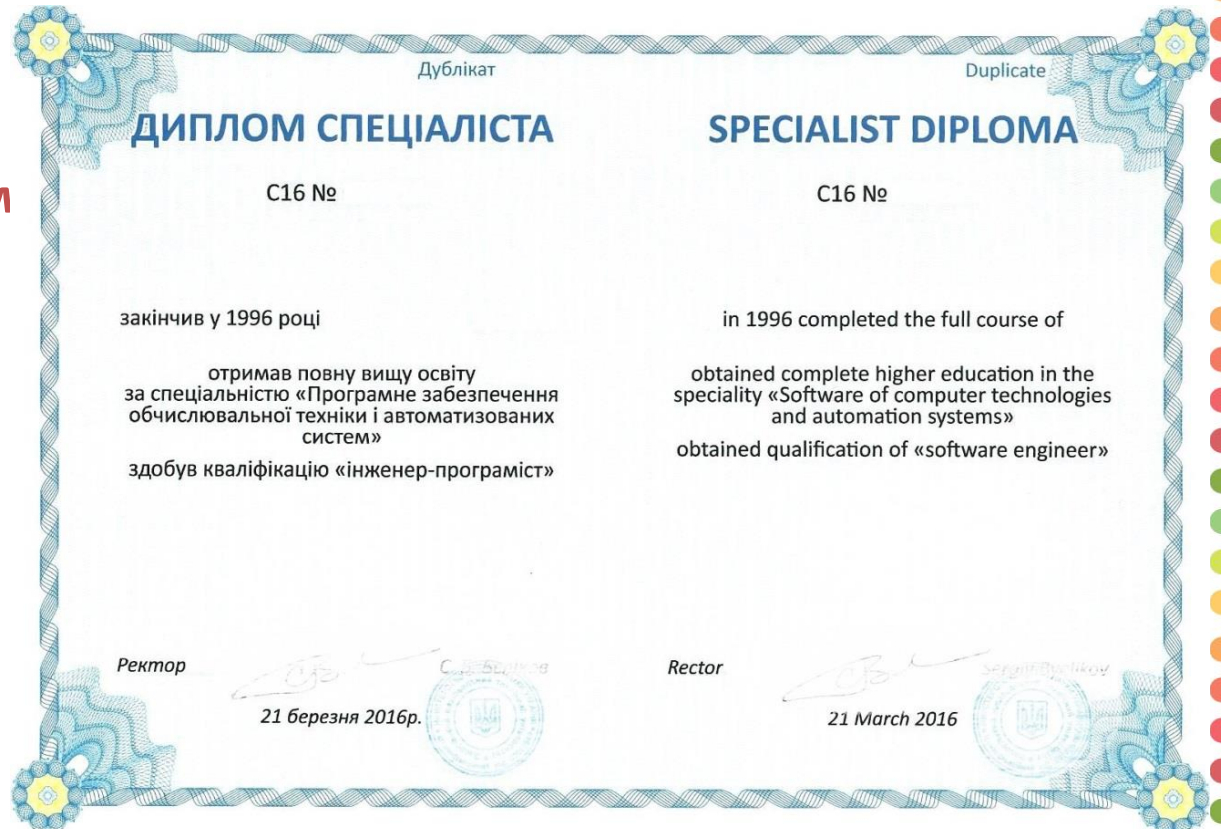 Дублікат
ДИПЛОМ СПЕЦІАЛІСТА
С16 №
закінчив у 1996 році
отримав повну вищу освіту
за спеціальністю «Програмне забезпечення
обчислювальної техніки і автоматизованих
систем»
здобув кваліфікацію «інженер-програміст»
Ректор
21 березня 2016р.
Duplicate
SPECIALIST DIPLOMA
C16 №
in 1996 completed the full course of
obtained complete higher education in the
speciality «Software of computer technologies
and automation systems»
obtained qualification of «software engineer»
Rector
21 March 2016